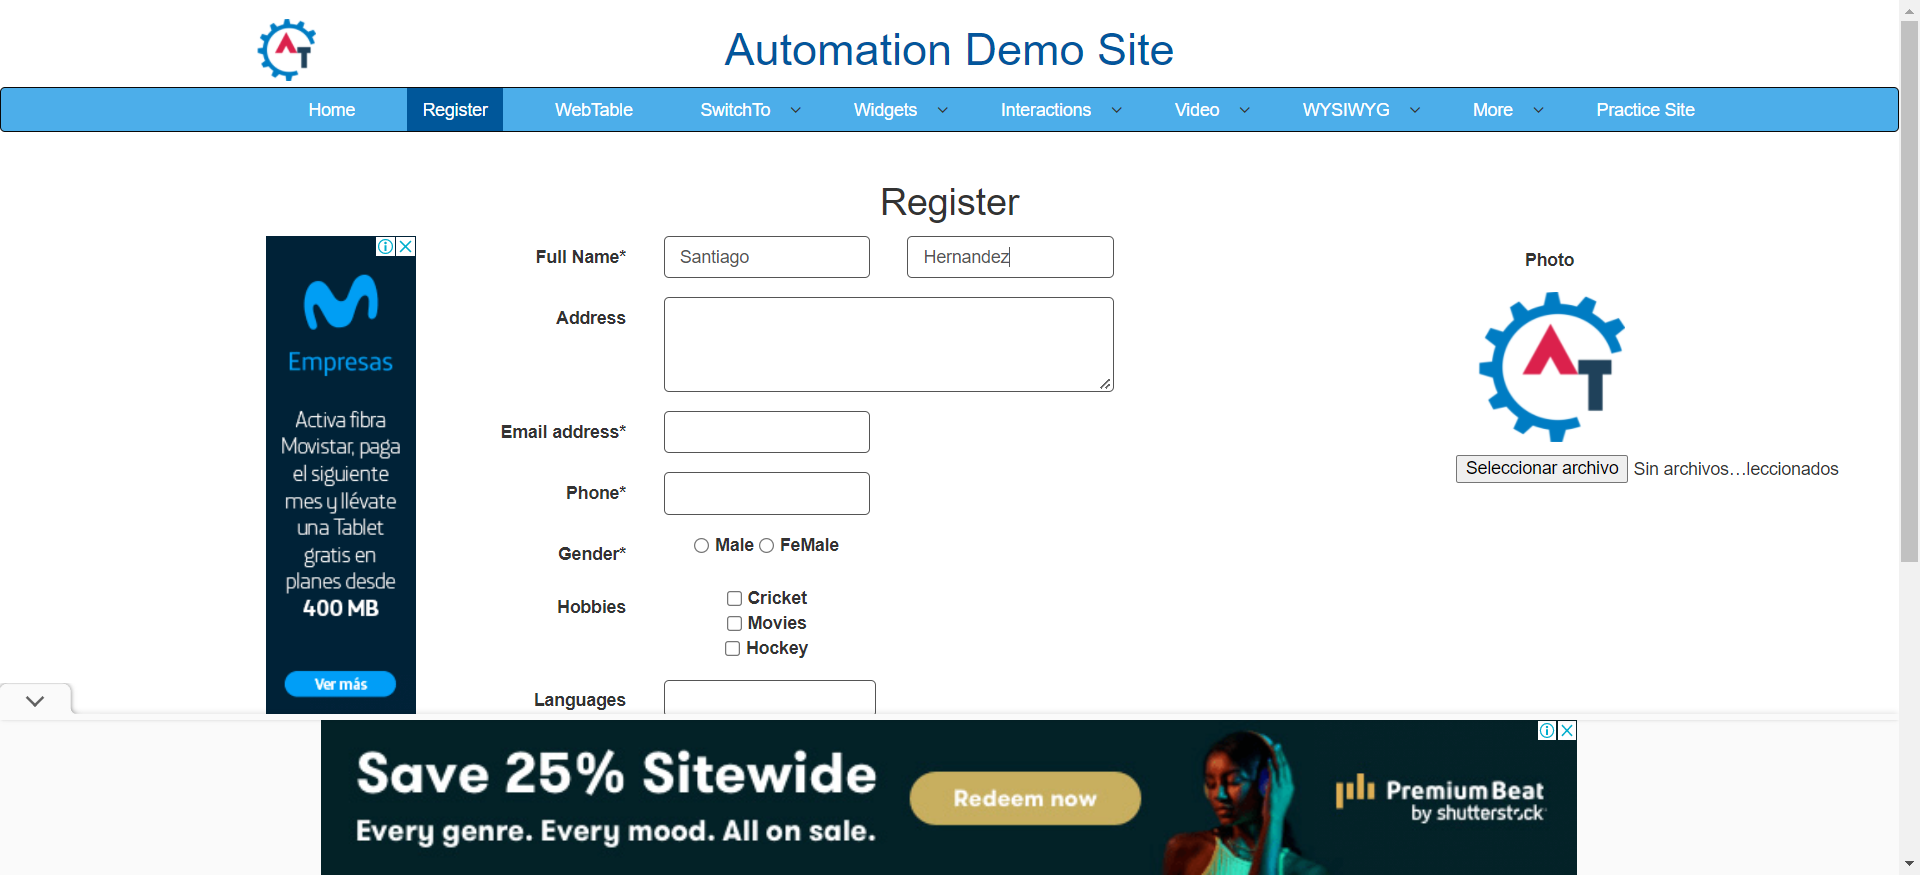 AT
Automation Demo Site
Home Register WebTable SwitchTo Widgets Interactions Video WYSIWYG More Practice Site
Register
Full Name* Santiago Hernandez
Photo
Address
AT
Email address*
Seleccionar archivo Sin archivos…leccionados
Phone*
Gender* Male FeMale
Hobbies Cricket
Movies
Hockey
Languages
Empresas
Activa fibra
Movistar, paga
el siguiente
mes y llévate
una Tablet
gratis en
planes desde
400 MB
Ver más
Save 25% Sitewide
Every genre. Every mood. All on sale.
Redeem now
PremiumBeat
by shutterstock